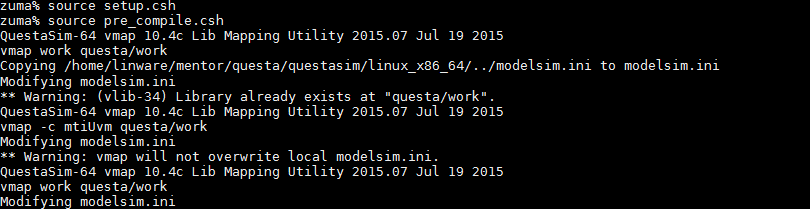 zuma% source setup.csh
zuma% source pre_compile.csh
QuestaSim-64 vmap 10.4c Lib Mapping Utility 2015.07 Jul 19 2015
vmap work questa/work
Copying /home/linware/mentor/questa/questasim/linux_x86_64/../modelsim.ini to modelsim.ini
Modifying modelsim.ini
** Warning: (vlib-34) Library already exists at "questa/work".
QuestaSim-64 vmap 10.4c Lib Mapping Utility 2015.07 Jul 19 2015
vmap -c mtiUvm questa/work
Modifying modelsim.ini
** Warning: vmap will not overwrite local modelsim.ini.
QuestaSim-64 vmap 10.4c Lib Mapping Utility 2015.07 Jul 19 2015
vmap work questa/work
Modifying modelsim.ini